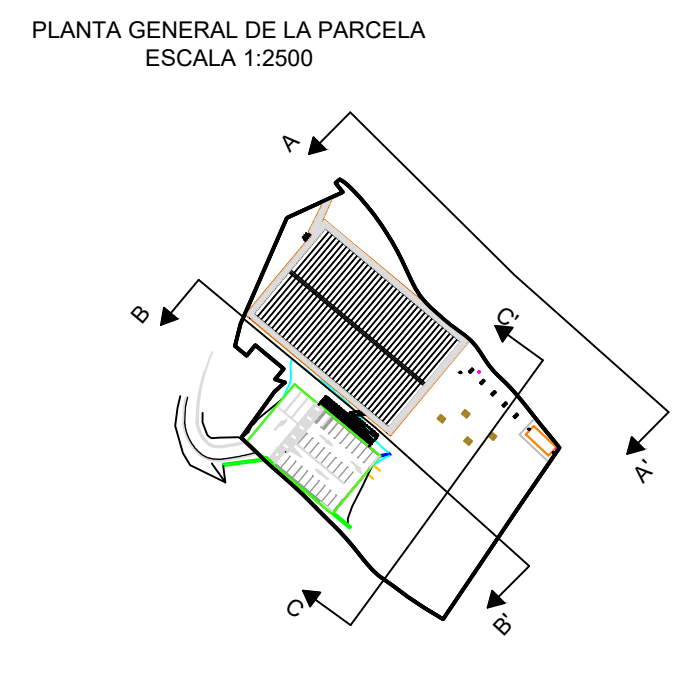 PLANTA GENERAL DE LA PARCELA
ESCALA 1:2500
A
B
C'
A'
C
B'